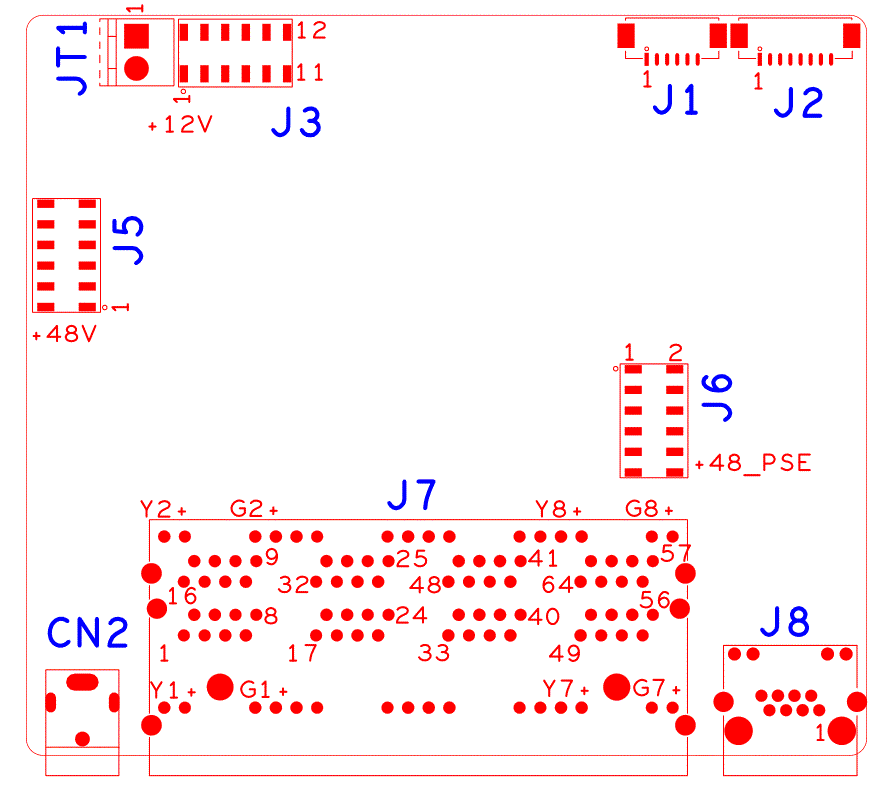 JT1
1
12
11
1
+12V
J3
1
J1
1
J2
J5
1
+48V
1 2
J6
+48_PSE
J7
Y2+ G2+ Y8+ G8+
9 25 41 57
16 32 48 64
8 24 40 56
1 17 33 49
Y1+ G1+ Y7+ G7+
CN2
J8
1